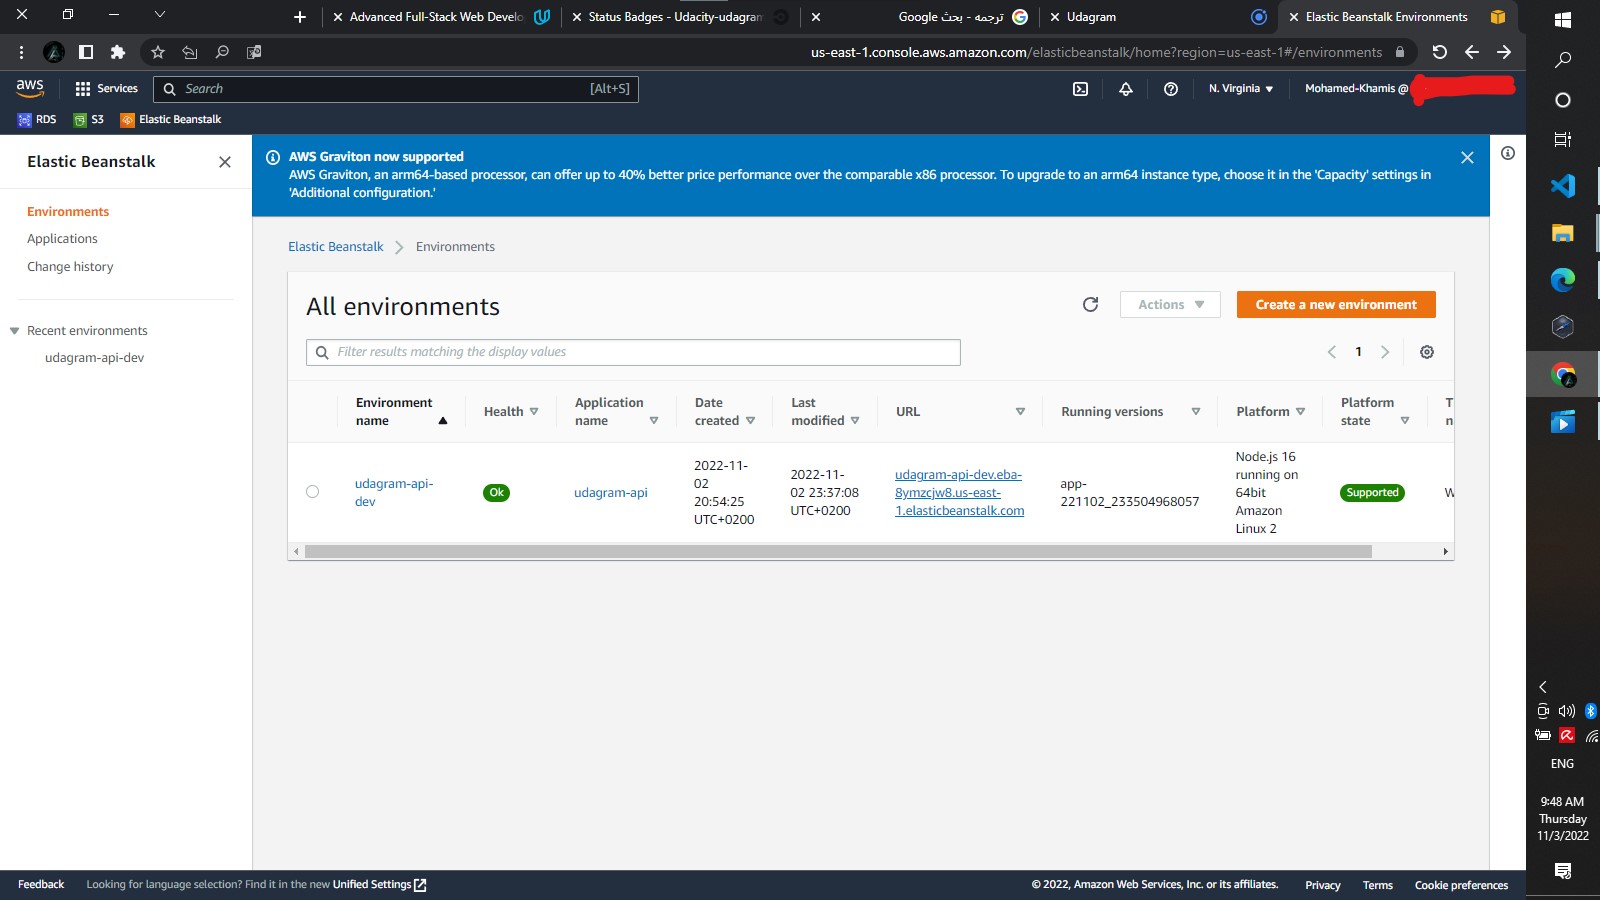 Advanced Full-Stack Web Develo
Status Badges - Udacity-udagram
ترجمه - بحث Google
Udagram
Elastic Beanstalk Environments
us-east-1.console.aws.amazon.com/elasticbeanstalk/home?region=us-east-1#/environments
aws
Services
Search
[Alt+S]
N. Virginia
Mohamed-Khamis @
RDS
S3
Elastic Beanstalk
Elastic Beanstalk
Environments
Applications
Change history
Recent environments
udagram-api-dev
AWS Graviton now supported
AWS Graviton, an arm64-based processor, can offer up to 40% better price performance over the comparable x86 processor. To upgrade to an arm64 instance type, choose it in the 'Capacity' settings in
'Additional configuration.'
Elastic Beanstalk
Environments
All environments
Actions
Create a new environment
Filter results matching the display values
1
Environment
name
Health
Application
name
Date
created
Last
modified
URL
Running versions
Platform
Platform
state
T
n
udagram-api-
dev
Ok
udagram-api
2022-11-
02
20:54:25
UTC+0200
2022-11-
02 23:37:08
UTC+0200
udagram-api-dev.eba-
8ymzcjw8.us-east-
1.elasticbeanstalk.com
app-
221102_233504968057
Node.js 16
running on
64bit
Amazon
Linux 2
Supported
W
ENG
9:48 AM
Thursday
11/3/2022
Feedback
Looking for language selection? Find it in the new Unified Settings
© 2022, Amazon Web Services, Inc. or its affiliates.
Privacy
Terms
Cookie preferences